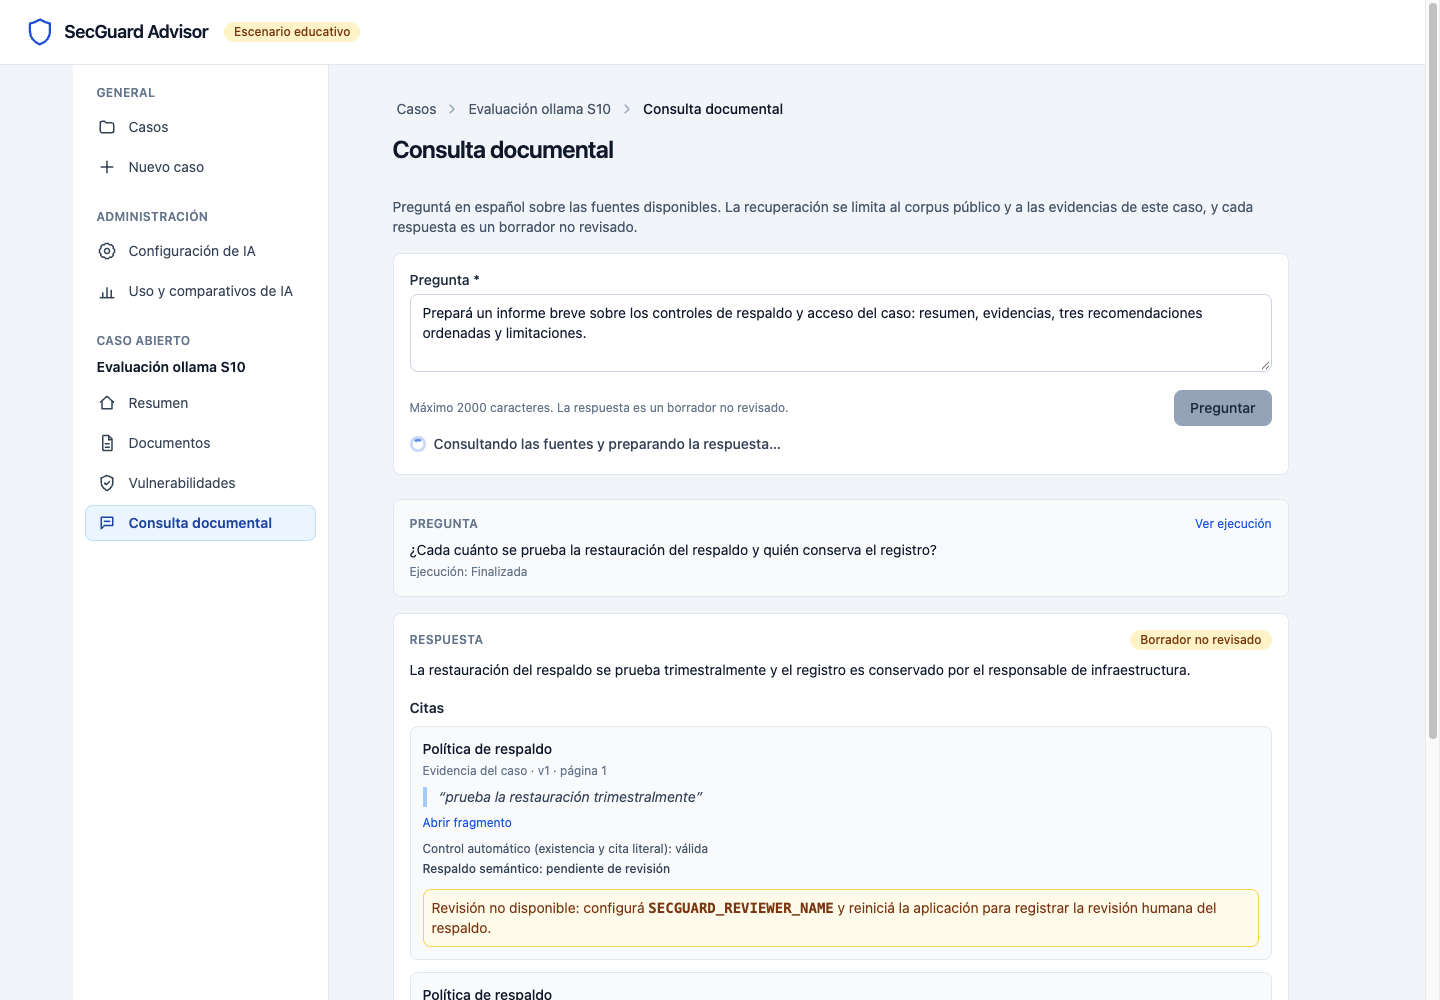 SecGuard Advisor
Escenario educativo
GENERAL
Casos
Nuevo caso
ADMINISTRACIÓN
Configuración de IA
Uso y comparativos de IA
CASO ABIERTO
Evaluación ollama S10
Resumen
Documentos
Vulnerabilidades
Consulta documental
Casos > Evaluación ollama S10 > Consulta documental
Consulta documental
Preguntá en español sobre las fuentes disponibles. La recuperación se limita al corpus público y a las evidencias de este caso, y cada
respuesta es un borrador no revisado.
Pregunta *
Prepará un informe breve sobre los controles de respaldo y acceso del caso: resumen, evidencias, tres recomendaciones
ordenadas y limitaciones.
Máximo 2000 caracteres. La respuesta es un borrador no revisado.
Preguntar
Consultando las fuentes y preparando la respuesta...
PREGUNTA
Ver ejecución
¿Cada cuánto se prueba la restauración del respaldo y quién conserva el registro?
Ejecución: Finalizada
RESPUESTA
Borrador no revisado
La restauración del respaldo se prueba trimestralmente y el registro es conservado por el responsable de infraestructura.
Citas
Política de respaldo
Evidencia del caso · v1 · página 1
“prueba la restauración trimestralmente”
Abrir fragmento
Control automático (existencia y cita literal): válida
Respaldo semántico: pendiente de revisión
Revisión no disponible: configurá SECGUARD_REVIEWER_NAME y reiniciá la aplicación para registrar la revisión humana del
respaldo.
Política de respaldo